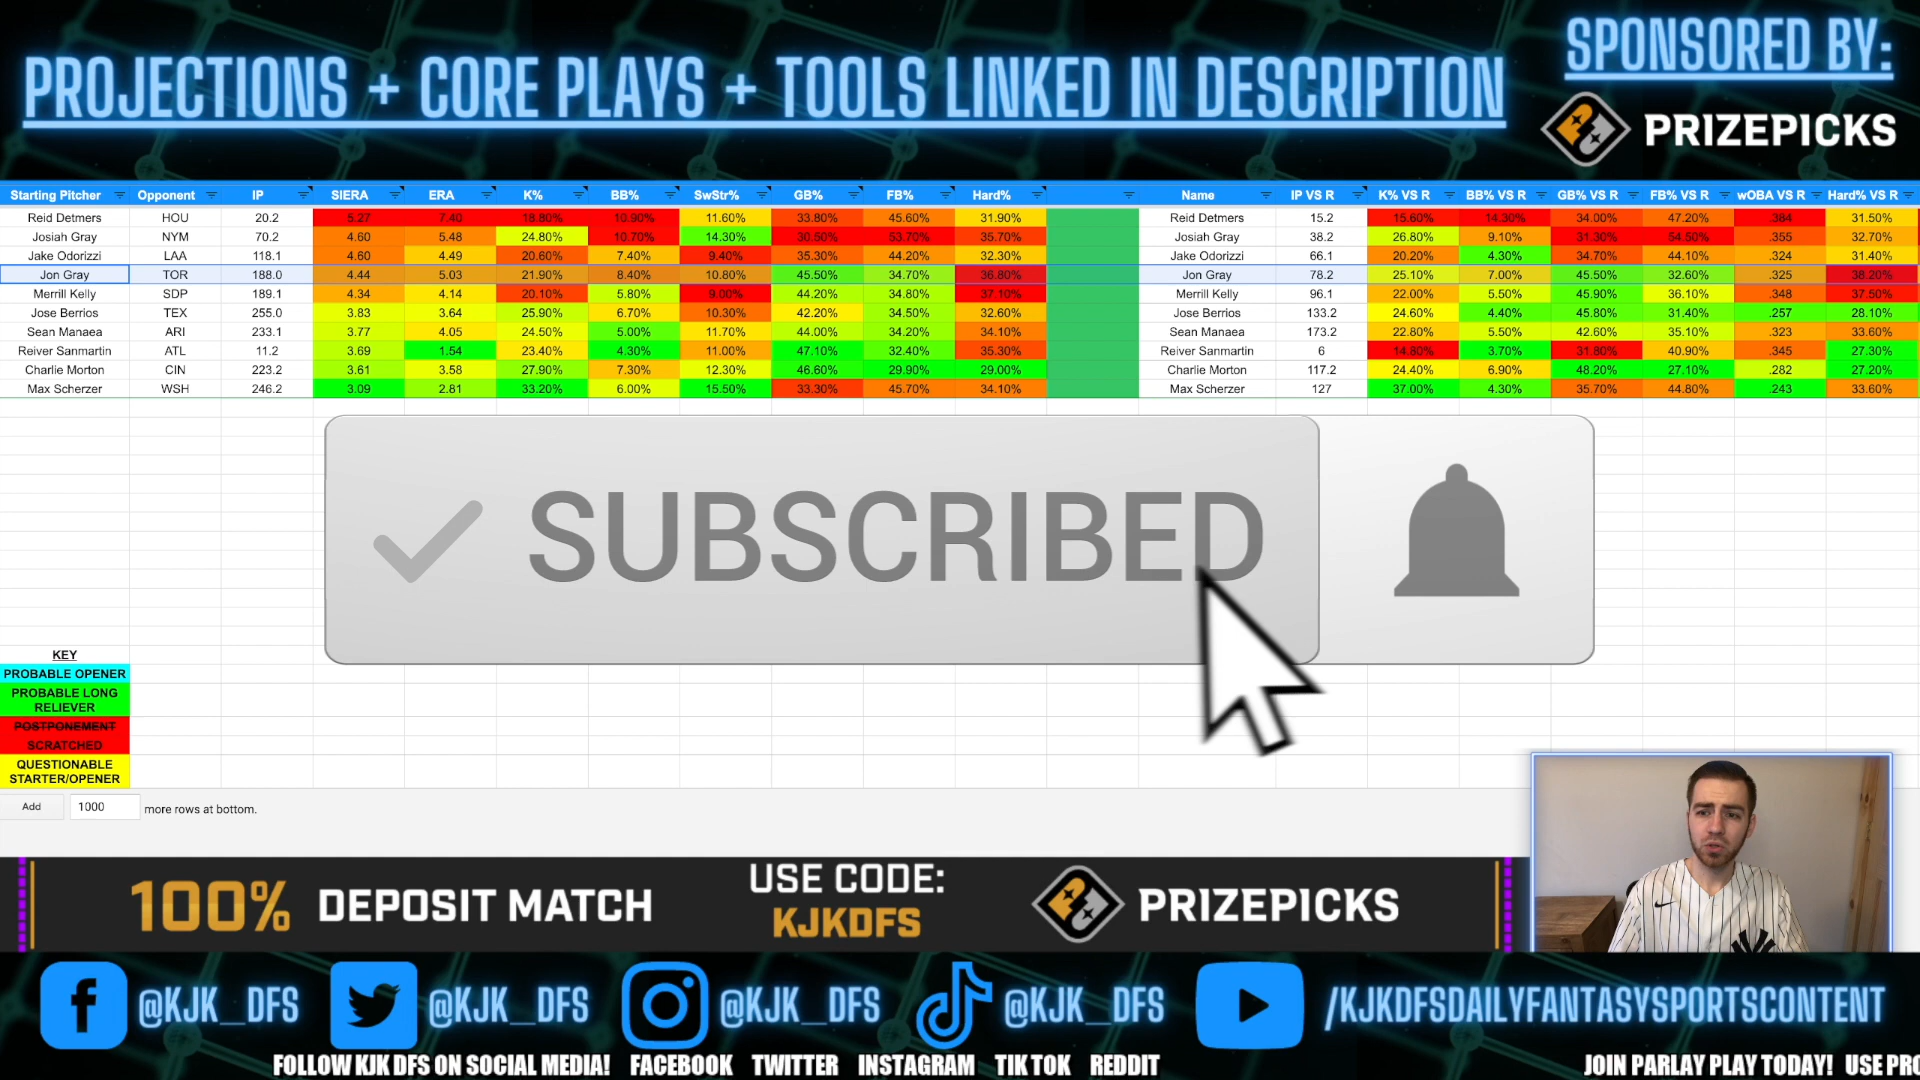 PROJECTIONS + CORE PLAYS + TOOLS LINKED IN DESCRIPTION
SPONSORED BY:
PRIZEPICKS
Starting Pitcher Opponent IP SIERA ERA K% BB% SwStr% GB% FB% Hard% Name IP VS R K% VS R BB% VS R GB% VS R FB% VS R wOBA VS R Hard% VS R
Reid Detmers HOU 20.2 5.27 7.40 18.80% 10.90% 11.60% 33.80% 45.60% 31.90% Reid Detmers 15.2 15.60% 14.30% 34.00% 47.20% .384 31.50%
Josiah Gray NYM 70.2 4.60 5.48 24.80% 10.70% 14.30% 30.50% 53.70% 35.70% Josiah Gray 38.2 26.80% 9.10% 31.30% 54.50% .355 32.70%
Jake Odorizzi LAA 118.1 4.60 4.49 20.60% 7.40% 9.40% 35.30% 44.20% 32.30% Jake Odorizzi 66.1 20.20% 4.30% 34.70% 44.10% .324 31.40%
Jon Gray TOR 188.0 4.44 5.03 21.90% 8.40% 10.80% 45.50% 34.70% 36.80% Jon Gray 78.2 25.10% 7.00% 45.50% 32.60% .325 38.20%
Merrill Kelly SDP 189.1 4.34 4.14 20.10% 5.80% 9.00% 44.20% 34.80% 37.10% Merrill Kelly 96.1 22.00% 5.50% 45.90% 36.10% .348 37.50%
Jose Berrios TEX 255.0 3.83 3.64 25.90% 6.70% 10.30% 42.20% 34.50% 32.60% Jose Berrios 133.2 24.60% 4.40% 45.80% 31.40% .257 28.10%
Sean Manaea ARI 233.1 3.77 4.05 24.50% 5.00% 11.70% 44.00% 34.20% 34.10% Sean Manaea 173.2 22.80% 5.50% 42.60% 35.10% .323 33.60%
Reiver Sanmartin ATL 11.2 3.69 1.54 23.40% 4.30% 11.00% 47.10% 32.40% 35.30% Reiver Sanmartin 6 14.80% 3.70% 31.80% 40.90% .345 27.30%
Charlie Morton CIN 223.2 3.61 3.58 27.90% 7.30% 12.30% 46.60% 29.90% 29.00% Charlie Morton 117.2 24.40% 6.90% 48.20% 27.10% .282 27.20%
Max Scherzer WSH 246.2 3.09 2.81 33.20% 6.00% 15.50% 33.30% 45.70% 34.10% Max Scherzer 127 37.00% 4.30% 35.70% 44.80% .243 33.60%
SUBSCRIBED
KEY
PROBABLE OPENER
PROBABLE LONG
RELIEVER
POSTPONEMENT
SCRATCHED
QUESTIONABLE
STARTER/OPENER
Add 1000 more rows at bottom.
100% DEPOSIT MATCH
USE CODE:
KJKDFS
PRIZEPICKS
@KJK_DFS @KJK_DFS @KJK_DFS @KJK_DFS /KJKDFSDAILYFANTASYSPORTSCONTENT
FOLLOW KJK DFS ON SOCIAL MEDIA! FACEBOOK TWITTER INSTAGRAM TIK TOK REDDIT JOIN PARLAY PLAY TODAY! USE PRO